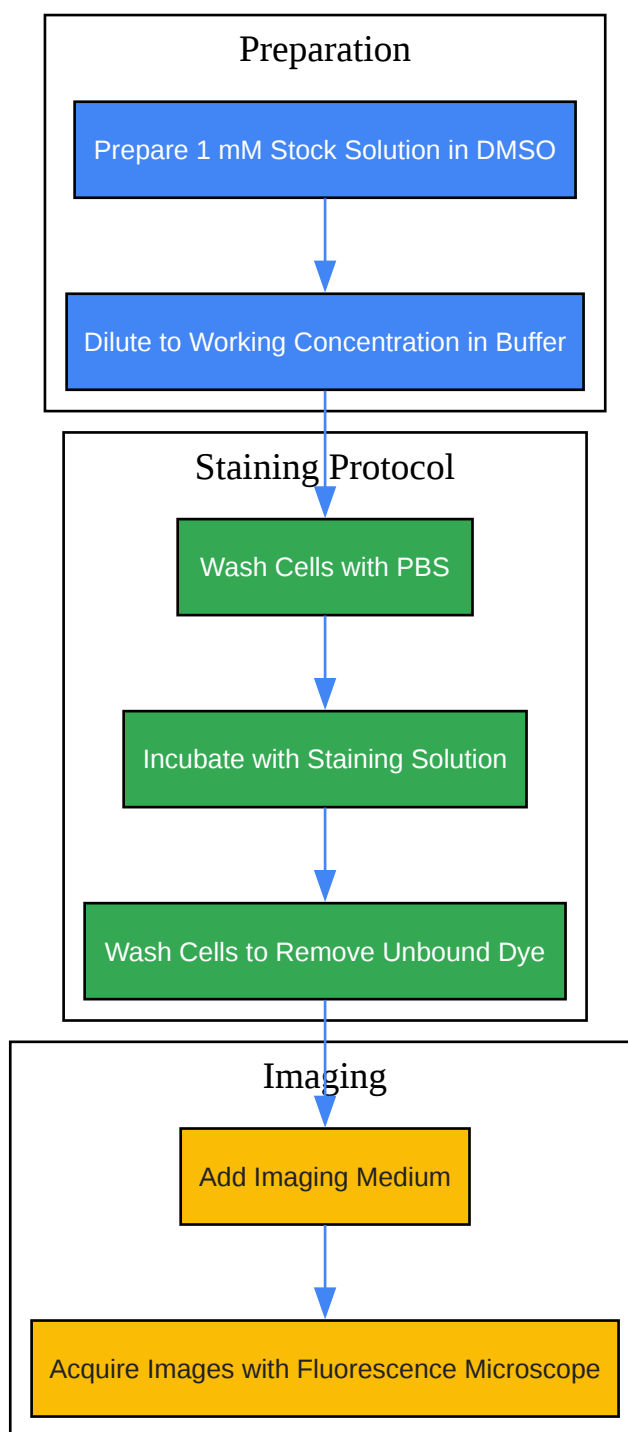 Preparation
Prepare 1 mM Stock Solution in DMSO
Dilute to Working Concentration in Buffer
Staining Protocol
Wash Cells with PBS
Incubate with Staining Solution
Wash Cells to Remove Unbound Dye
Imaging
Add Imaging Medium
Acquire Images with Fluorescence Microscope